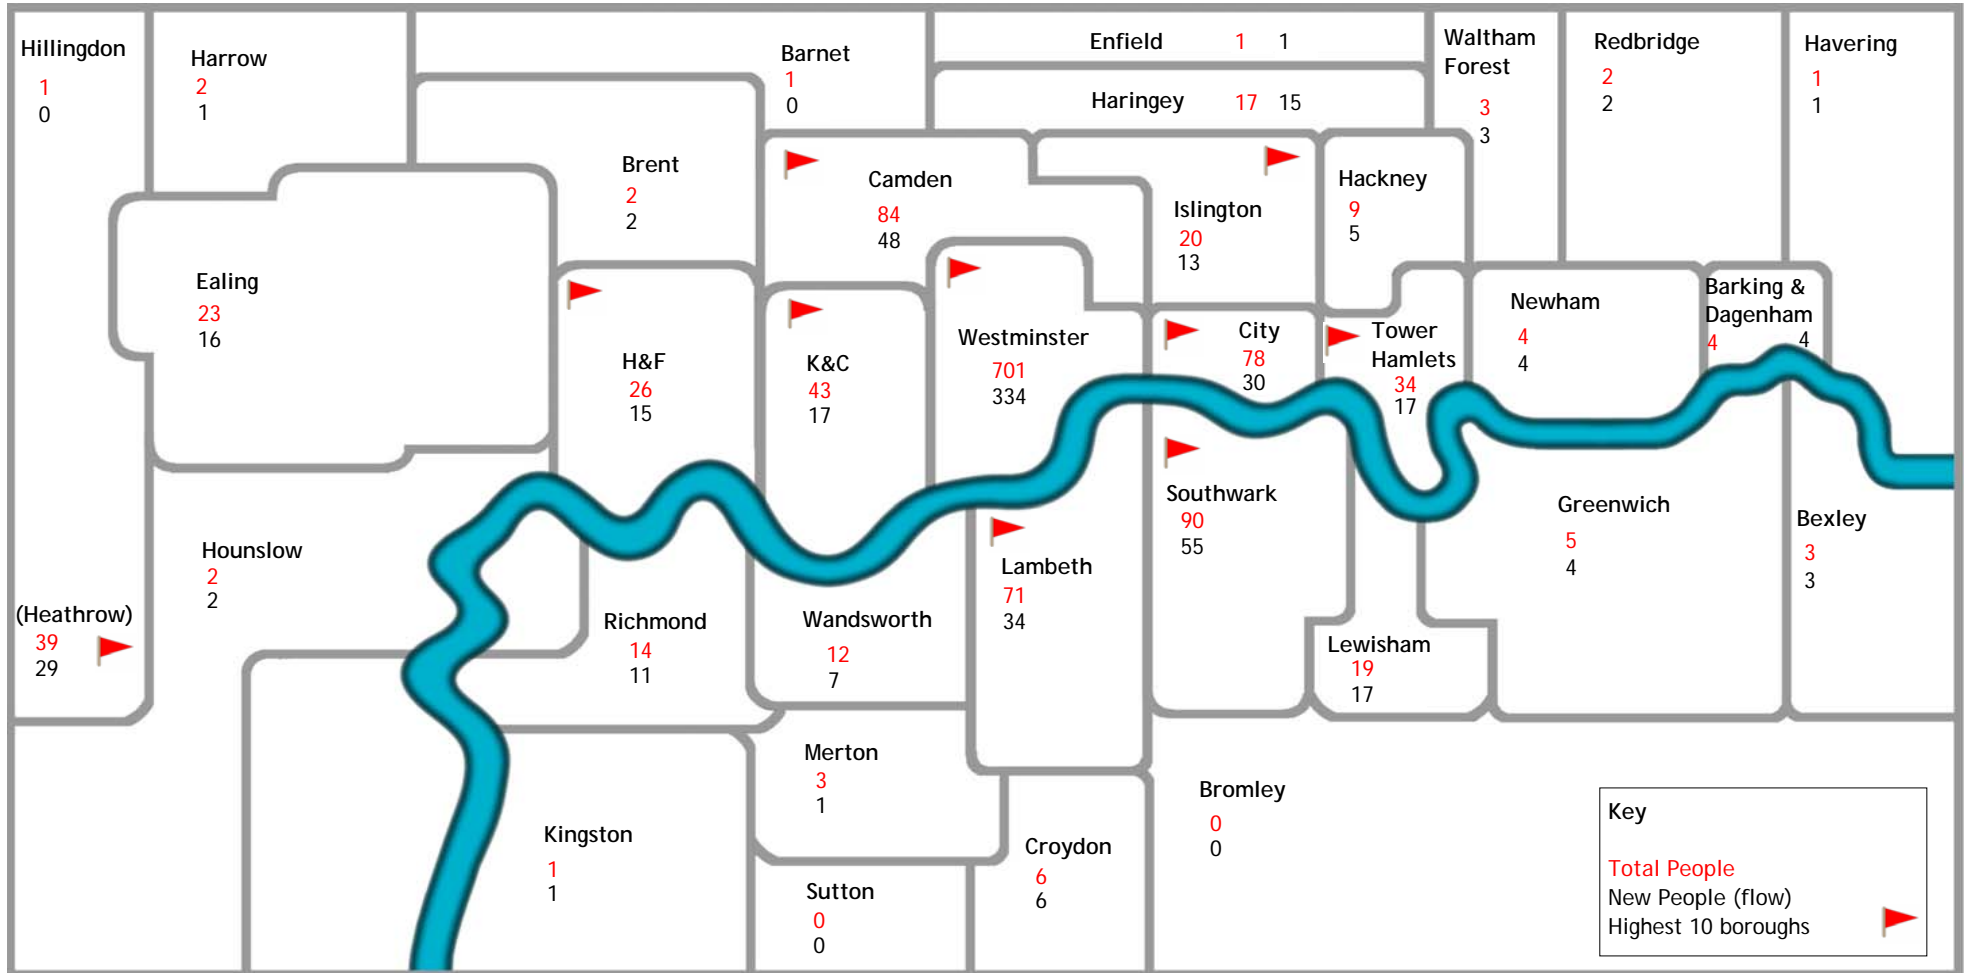 Hillingdon
1
0
Harrow
2
1
Barnet
1
0
Enfield 1 1
Haringey 17 15
Waltham
Forest
3
3
Redbridge
2
2
Havering
1
1
Brent
2
2
Camden
84
48
Islington
20
13
Hackney
9
5
Ealing
23
16
H&F
26
15
K&C
43
17
Westminster
701
334
City
78
30
Tower
Hamlets
34
17
Newham
4
4
Barking &
Dagenham
4 4
Hounslow
2
2
(Heathrow)
39
29
Richmond
14
11
Wandsworth
12
7
Lambeth
71
34
Southwark
90
55
Lewisham
19
17
Greenwich
5
4
Bexley
3
3
Kingston
1
1
Merton
3
1
Sutton
0
0
Croydon
6
6
Bromley
0
0
Key
Total People
New People (flow)
Highest 10 boroughs